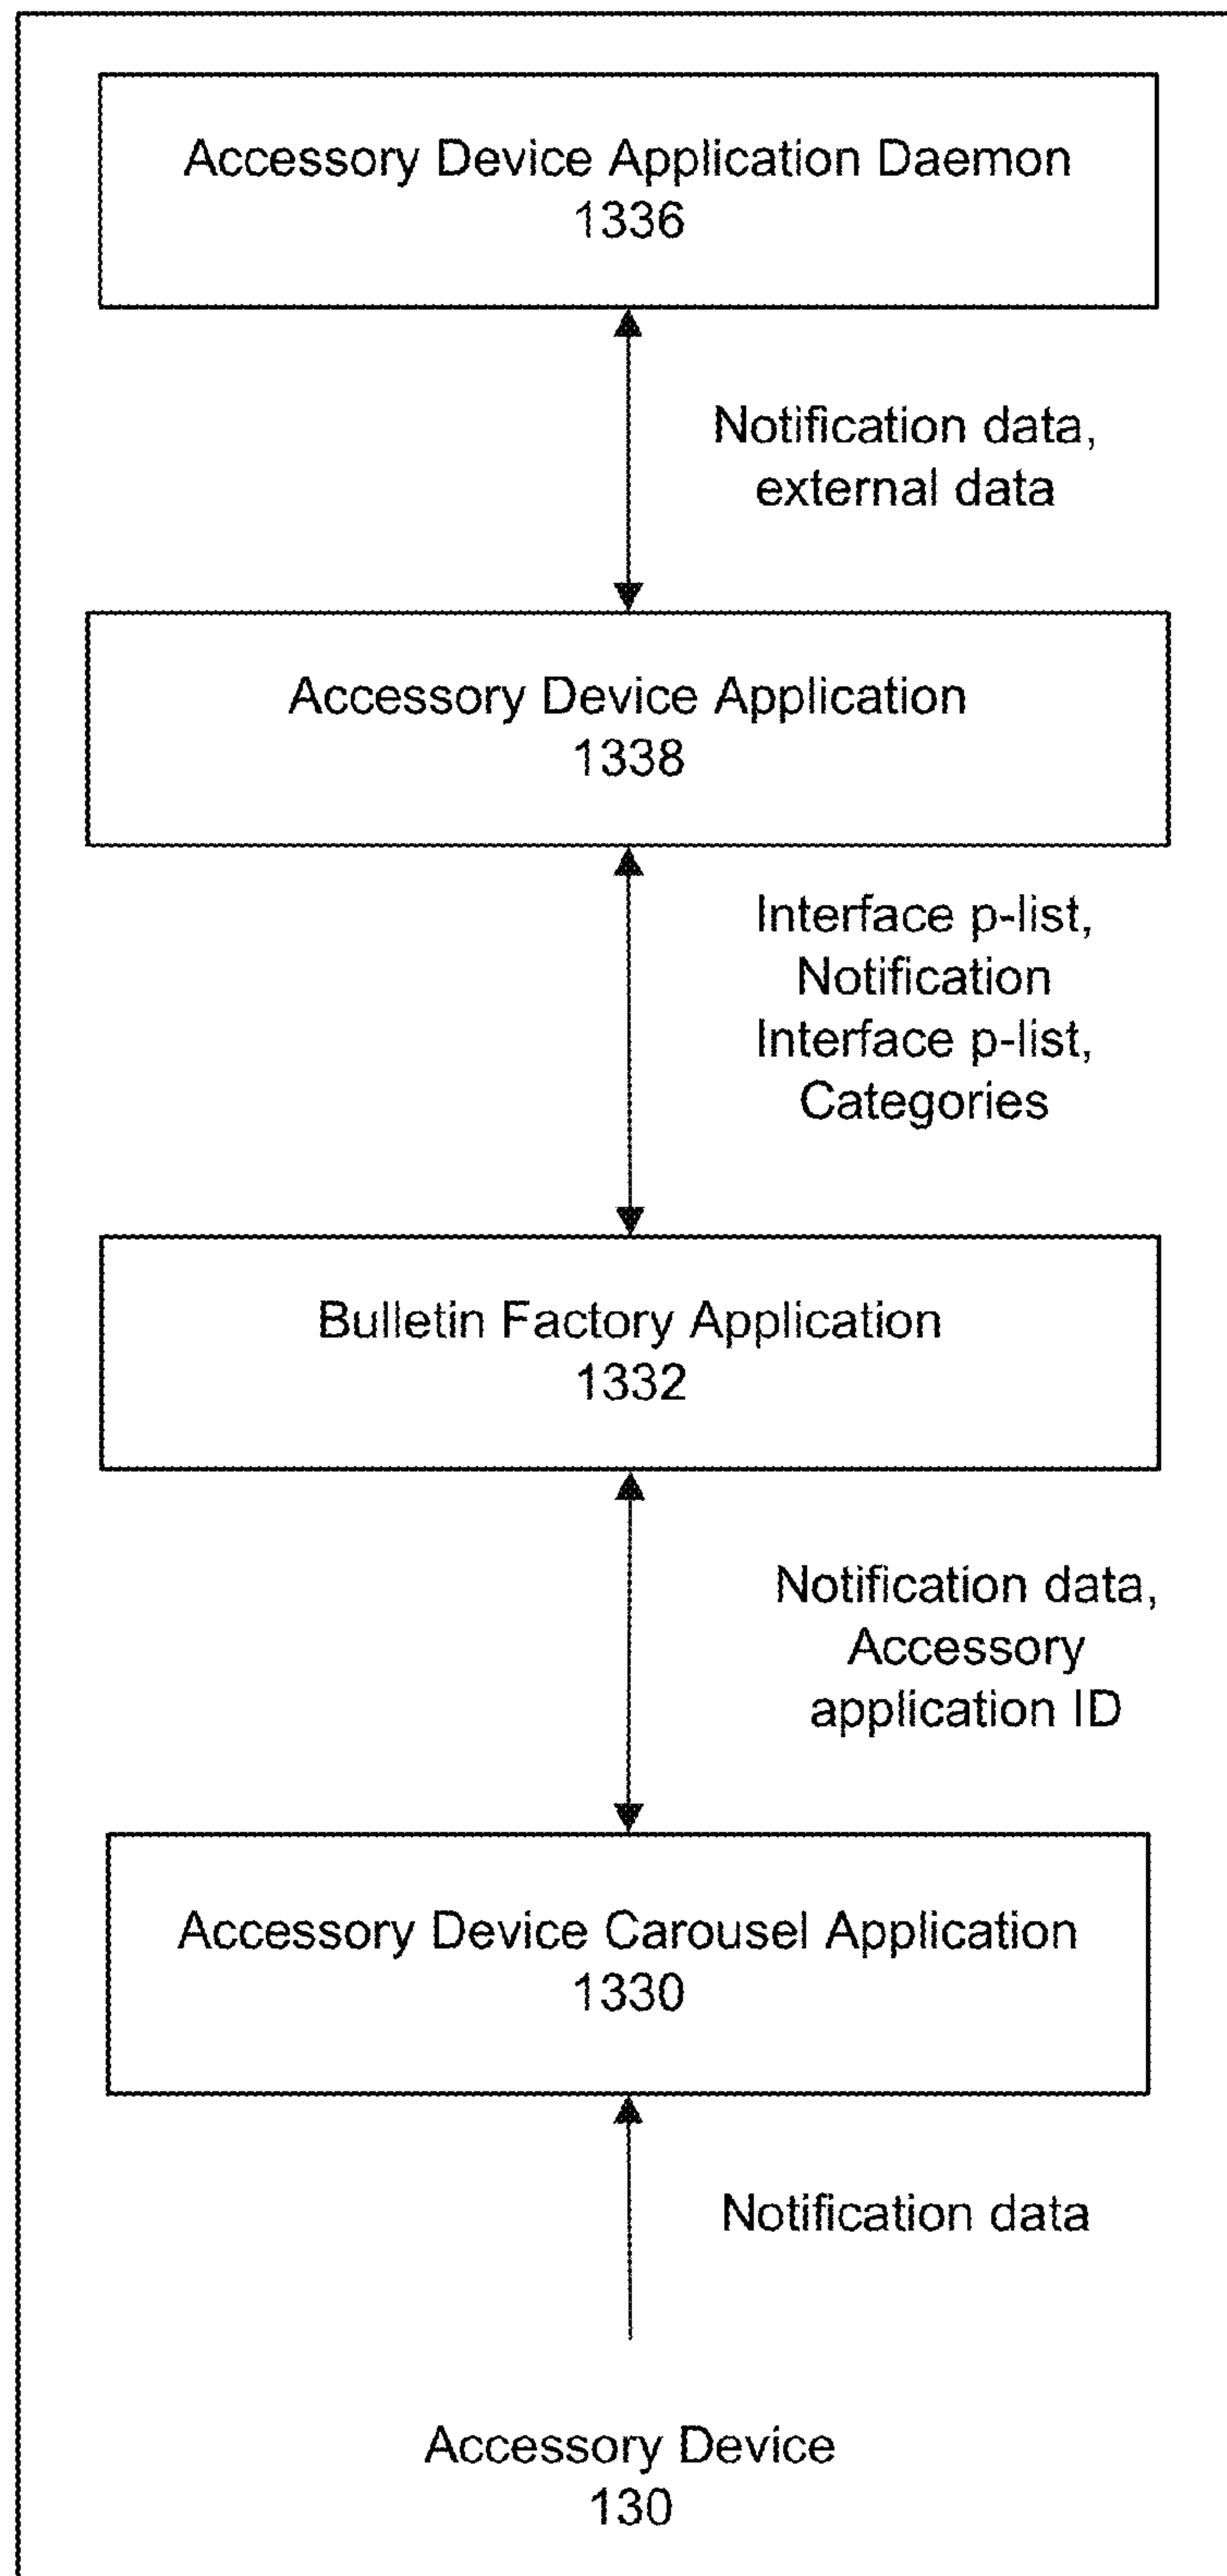 Accessory Device Application Daemon
1336
Notification data,
external data
Accessory Device Application
1338
Interface p-list,
Notification
Interface p-list,
Categories
Bulletin Factory Application
1332
Notification data,
Accessory
application ID
Accessory Device Carousel Application
1330
Notification data
Accessory Device
130